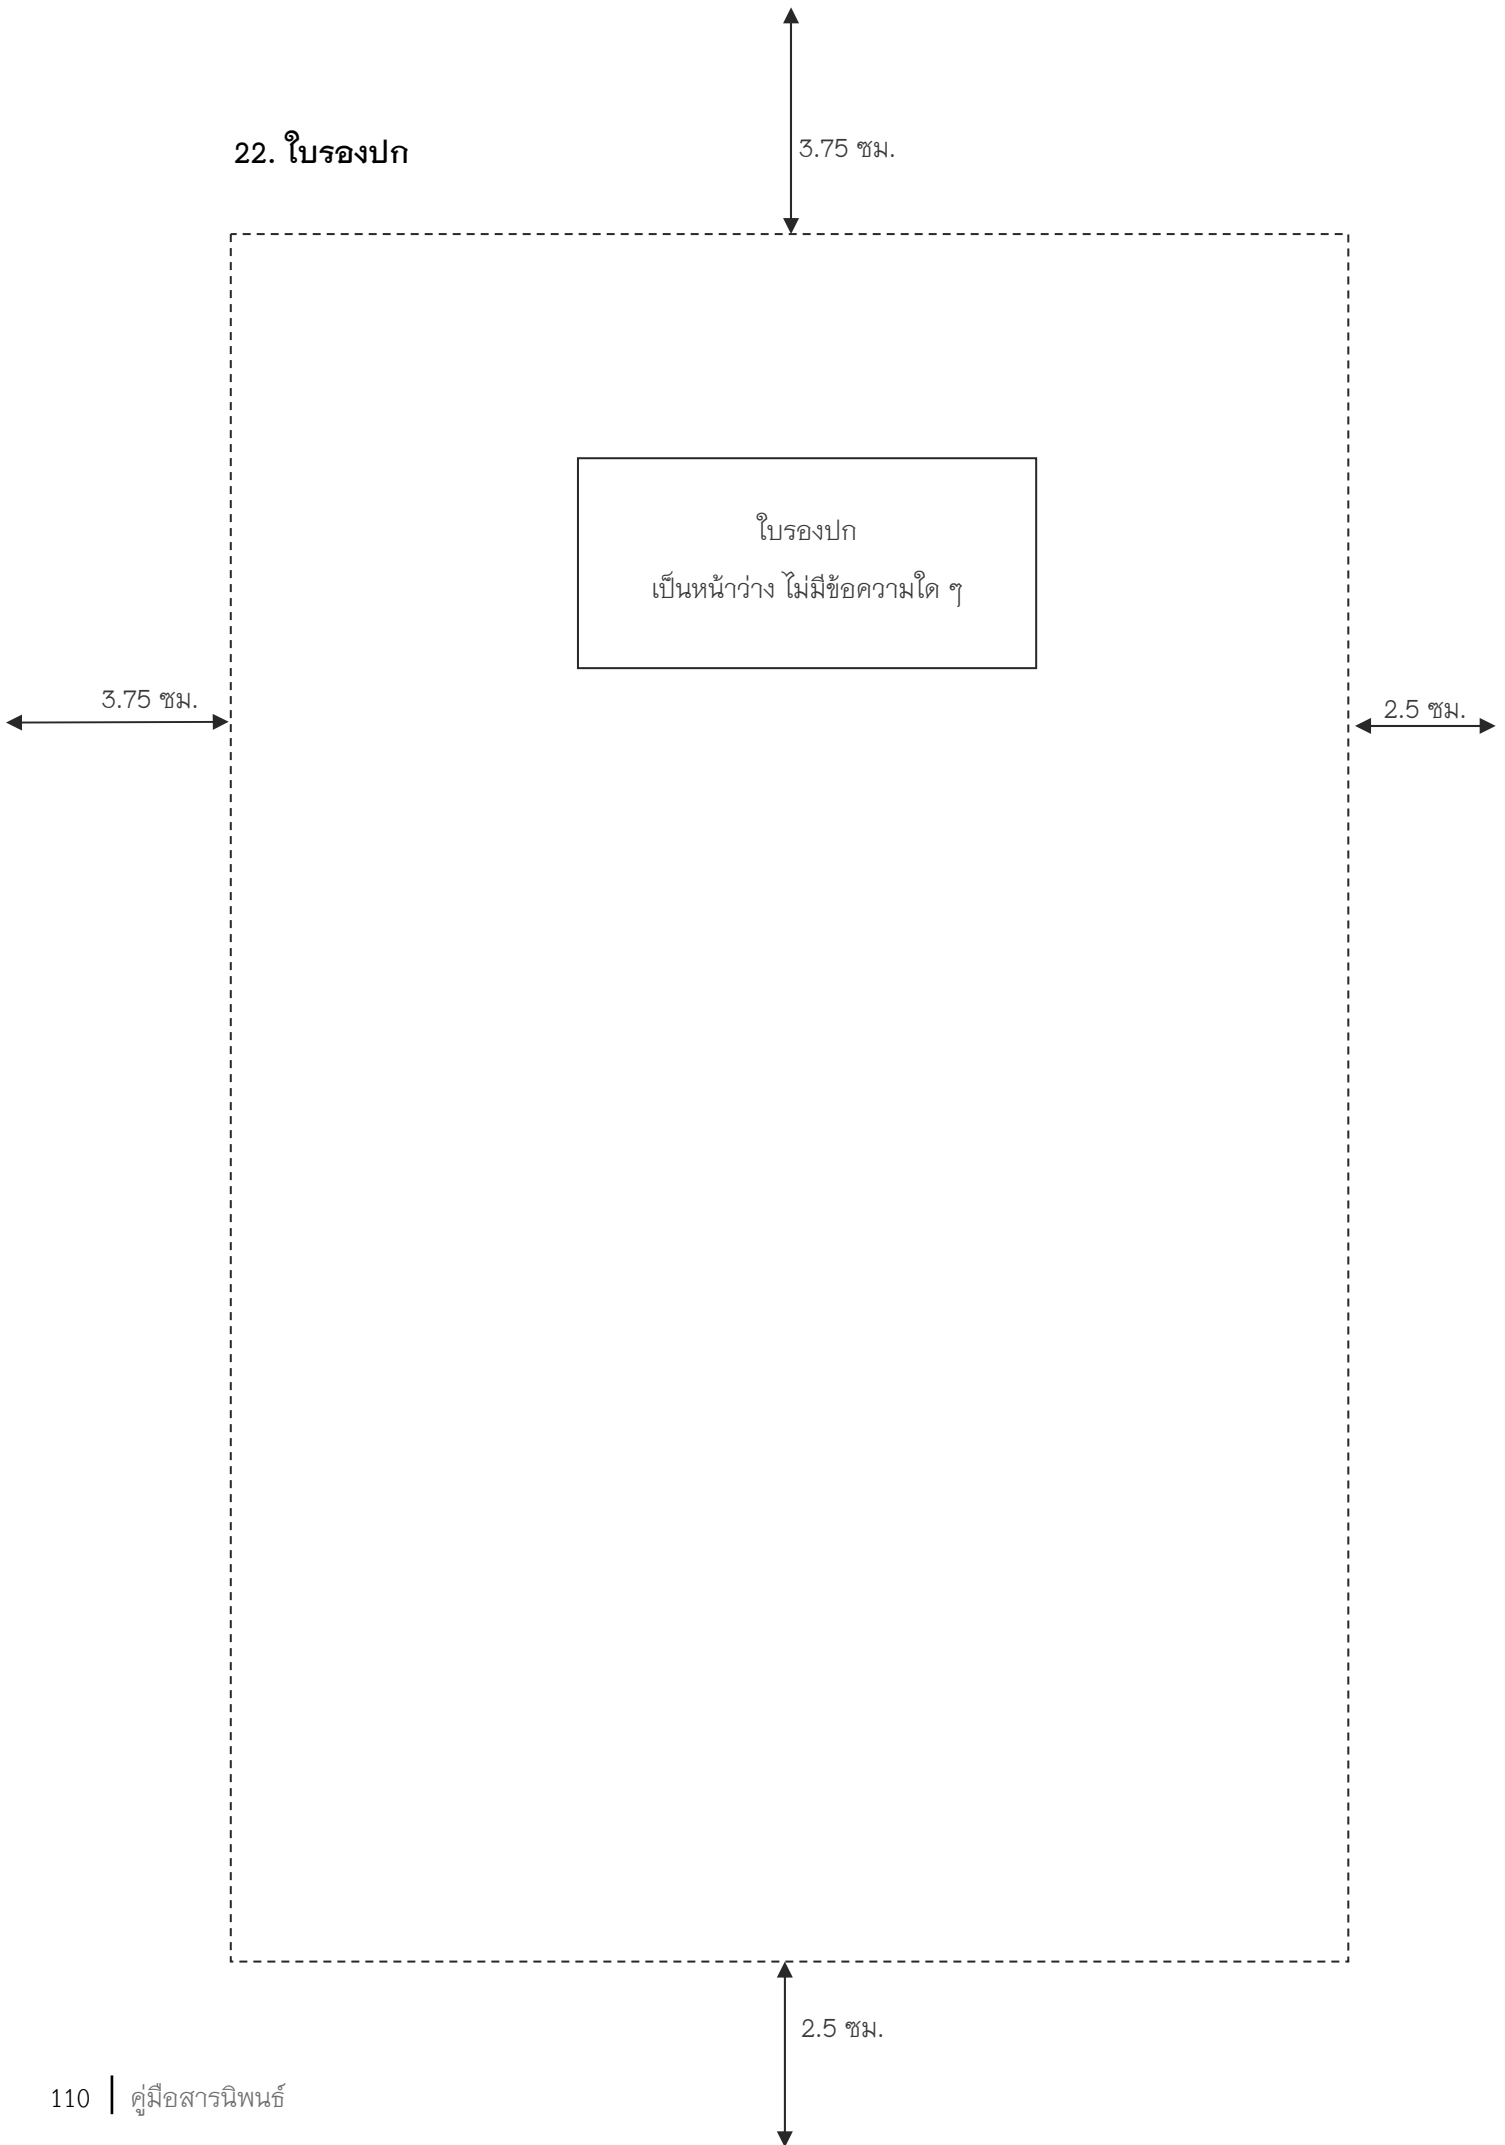 3.75 ซม.
22. ใบรองปก
ใบรองปก
เป็นหน้าว่าง ไม่มีข้อความใด ๆ
3.75 ซม.
2.5 ซม.
2.5 ซม.
110 | คู่มือสารนิพนธ์